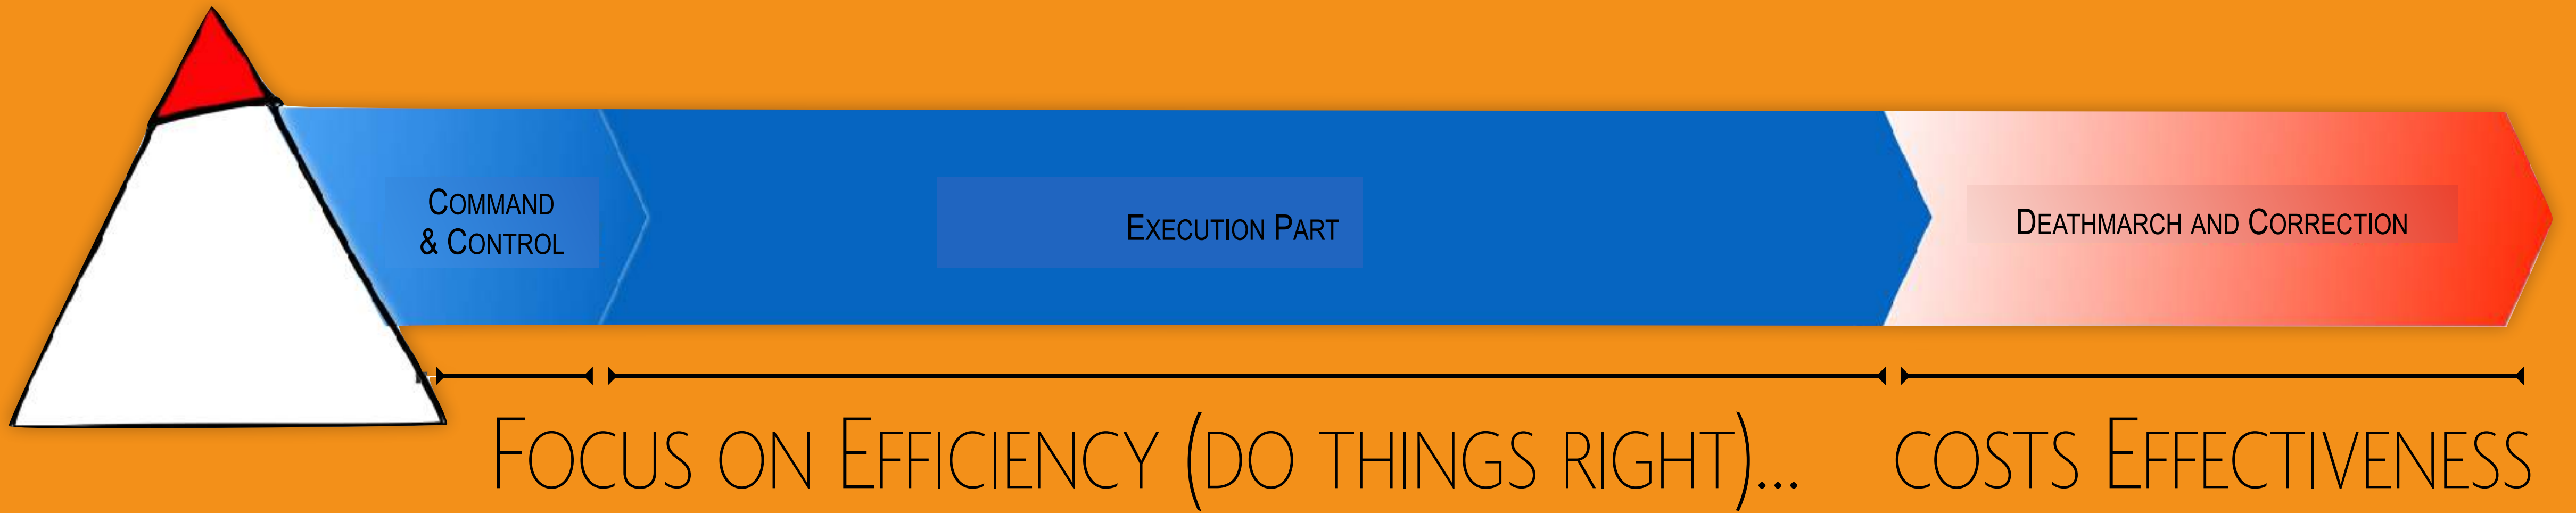 Command
& Control
Execution Part
Deathmarch and Correction
Focus on Efficiency (do things right)... costs Effectiveness